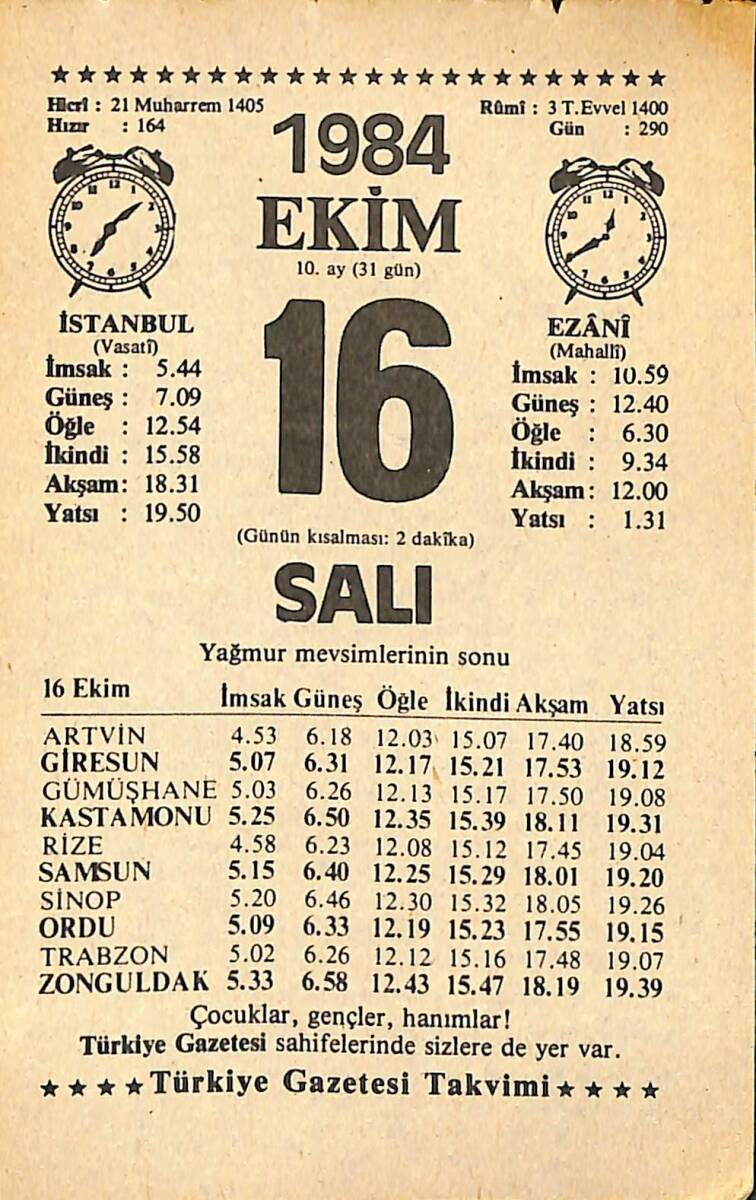 ★ ★ ★ ★ ★ ★ ★ ★ ★ ★ ★ ★ ★ ★ ★ ★ ★ ★ ★ ★ ★ ★ ★ ★
Hicrî : 21 Muharrem 1405
Hızır : 164
Rûmî : 3 T.Evvel 1400
Gün : 290
1984
EKİM
10. ay (31 gün)
16
(Günün kısalması: 2 dakîka)
SALI
İSTANBUL
(Vasatî)
İmsak : 5.44
Güneş : 7.09
Öğle : 12.54
İkindi : 15.58
Akşam: 18.31
Yatsı : 19.50
EZÂNÎ
(Mahallî)
İmsak : 10.59
Güneş : 12.40
Öğle : 6.30
İkindi : 9.34
Akşam: 12.00
Yatsı : 1.31
Yağmur mevsimlerinin sonu
16 Ekim İmsak Güneş Öğle İkindi Akşam Yatsı
ARTVİN 4.53 6.18 12.03 15.07 17.40 18.59
GİRESUN 5.07 6.31 12.17 15.21 17.53 19.12
GÜMÜŞHANE 5.03 6.26 12.13 15.17 17.50 19.08
KASTAMONU 5.25 6.50 12.35 15.39 18.11 19.31
RİZE 4.58 6.23 12.08 15.12 17.45 19.04
SAMSUN 5.15 6.40 12.25 15.29 18.01 19.20
SİNOP 5.20 6.46 12.30 15.32 18.05 19.26
ORDU 5.09 6.33 12.19 15.23 17.55 19.15
TRABZON 5.02 6.26 12.12 15.16 17.48 19.07
ZONGULDAK 5.33 6.58 12.43 15.47 18.19 19.39
Çocuklar, gençler, hanımlar!
Türkiye Gazetesi sahifelerinde sizlere de yer var.
★ ★ ★ ★ Türkiye Gazetesi Takvimi ★ ★ ★ ★